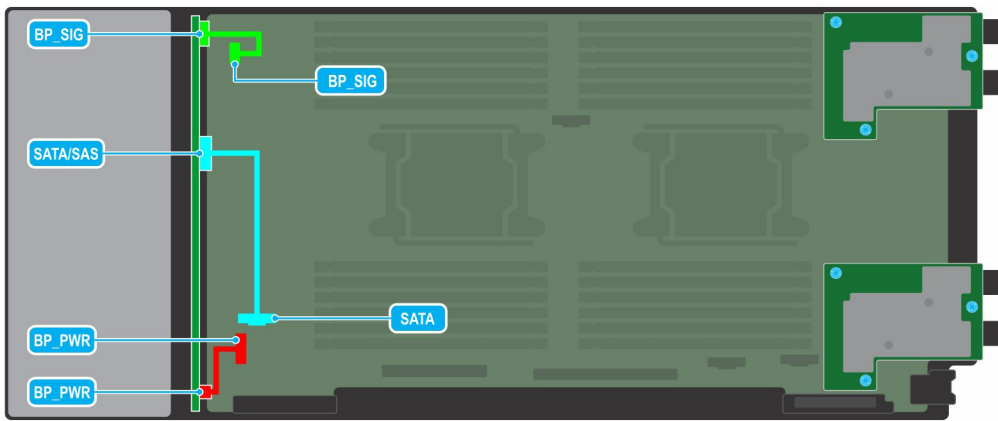 BP_SIG
BP_SIG
SATA/SAS
SATA
BP_PWR
BP_PWR